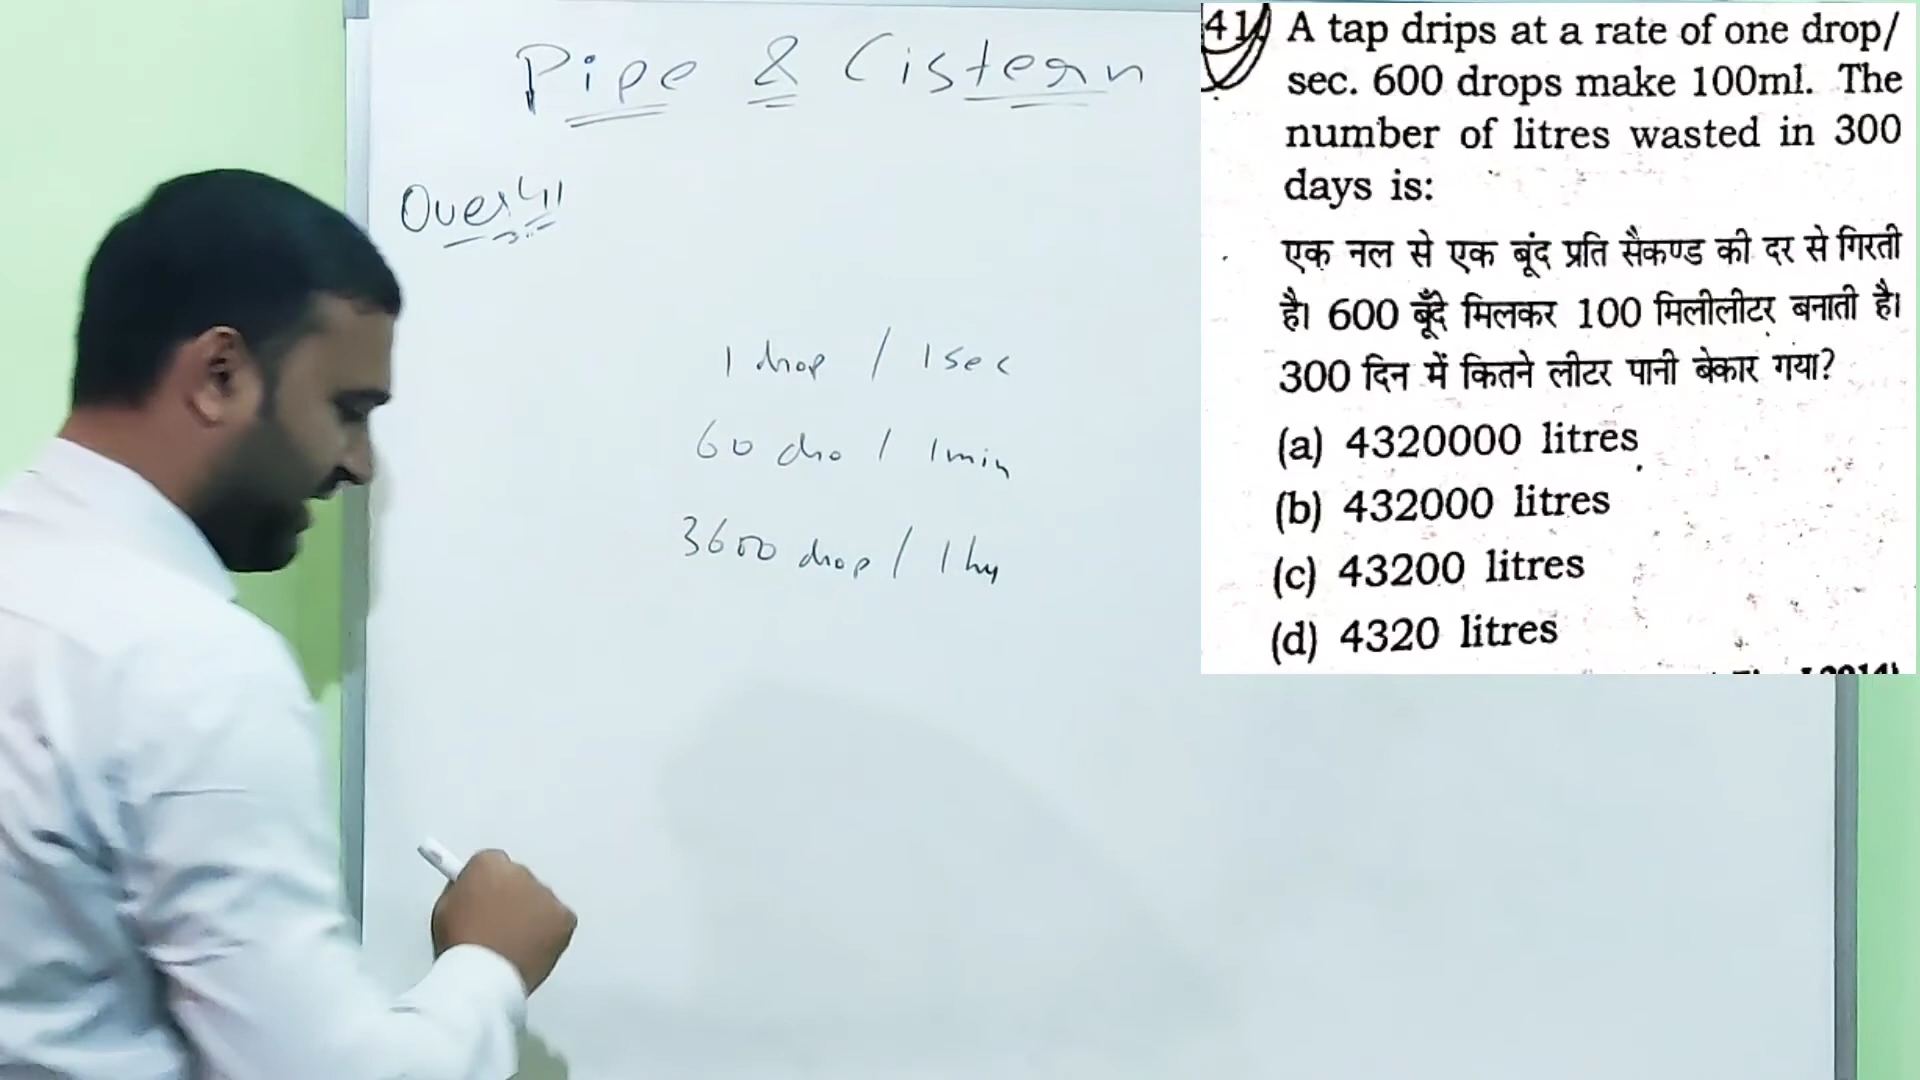 Pipe & Cistern
Ques 41
1 drop / 1 sec
60 dro / 1 min
3600 drop / 1 hr
41. A tap drips at a rate of one drop/
sec. 600 drops make 100ml. The
number of litres wasted in 300
days is:
एक नल से एक बूंद प्रति सैकण्ड की दर से गिरती
है। 600 बूँदे मिलकर 100 मिलीलीटर बनाती है।
300 दिन में कितने लीटर पानी बेकार गया?
(a) 4320000 litres
(b) 432000 litres
(c) 43200 litres
(d) 4320 litres